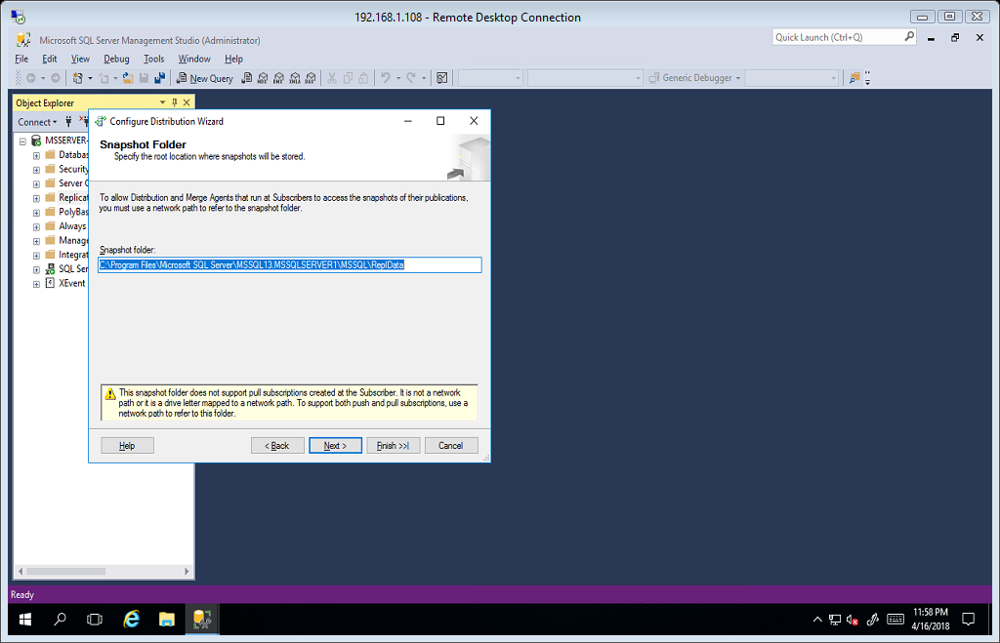 192.168.1.108 - Remote Desktop Connection
Microsoft SQL Server Management Studio (Administrator)
Quick Launch (Ctrl+Q)
File Edit View Debug Tools Window Help
New Query
MDX DMX XMLA DAX
Generic Debugger
Object Explorer
Connect
MSSERVER-
Databas
Security
Server O
Replicat
PolyBas
Always
Manage
Integrat
SQL Ser
XEvent
Configure Distribution Wizard
Snapshot Folder
Specify the root location where snapshots will be stored.
To allow Distribution and Merge Agents that run at Subscribers to access the snapshots of their publications,
you must use a network path to refer to the snapshot folder.
Snapshot folder:
C:\Program Files\Microsoft SQL Server\MSSQL13.MSSQLSERVER1\MSSQL\ReplData
This snapshot folder does not support pull subscriptions created at the Subscriber. It is not a network
path or it is a drive letter mapped to a network path. To support both push and pull subscriptions, use a
network path to refer to this folder.
Help < Back Next > Finish >>| Cancel
Ready
11:58 PM
4/16/2018